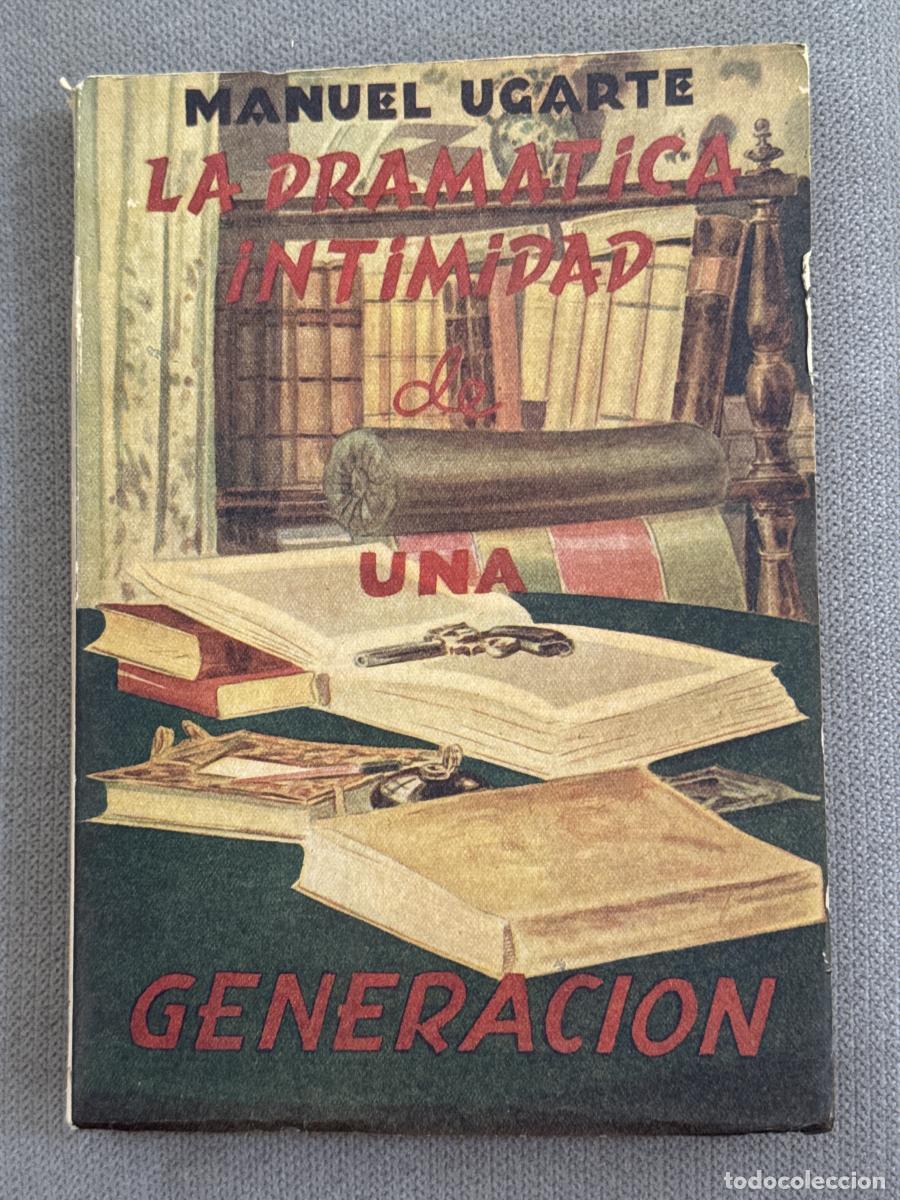 MANUEL UGARTE
LA DRAMATiCA
iNTiMiDAD
de
UNA
GENERACION
todocoleccion